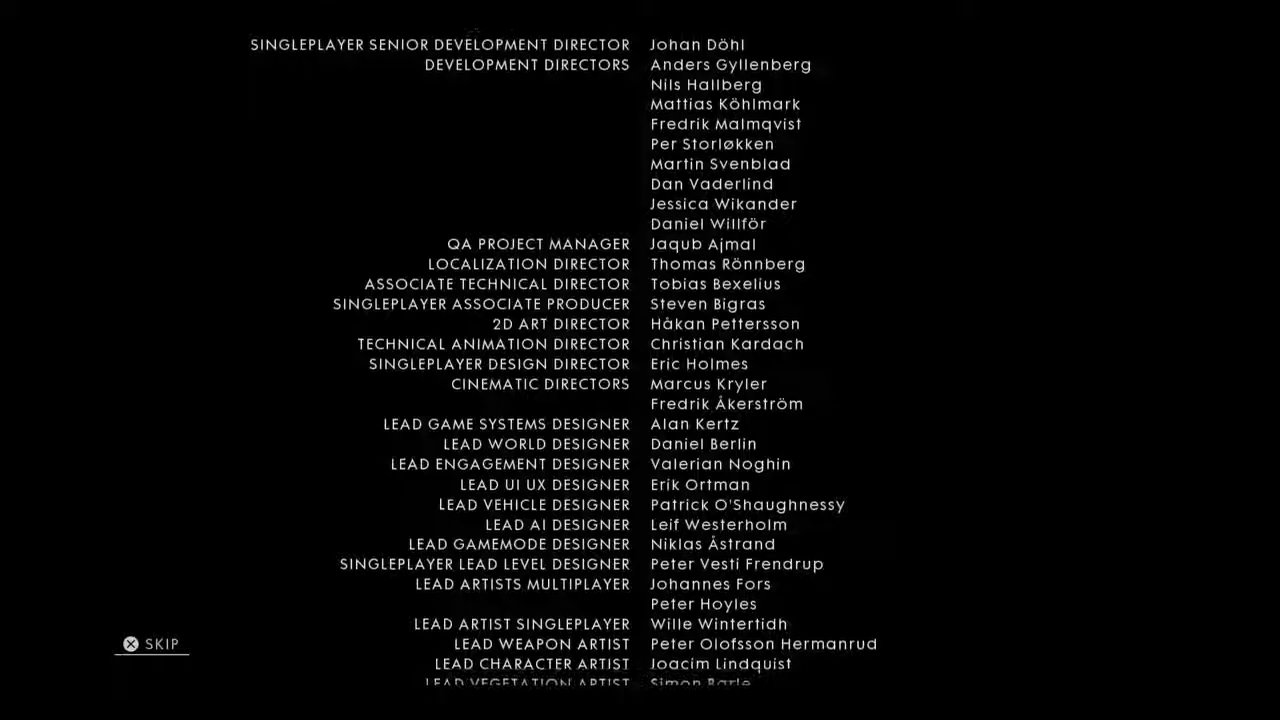 SINGLEPLAYER SENIOR DEVELOPMENT DIRECTOR Johan Döhl
DEVELOPMENT DIRECTORS Anders Gyllenberg
Nils Hallberg
Mattias Köhlmark
Fredrik Malmqvist
Per Storløkken
Martin Svenblad
Dan Vaderlind
Jessica Wikander
Daniel Willför
QA PROJECT MANAGER Jaqub Ajmal
LOCALIZATION DIRECTOR Thomas Rönnberg
ASSOCIATE TECHNICAL DIRECTOR Tobias Bexelius
SINGLEPLAYER ASSOCIATE PRODUCER Steven Bigras
2D ART DIRECTOR Håkan Pettersson
TECHNICAL ANIMATION DIRECTOR Christian Kardach
SINGLEPLAYER DESIGN DIRECTOR Eric Holmes
CINEMATIC DIRECTORS Marcus Kryler
Fredrik Åkerström
LEAD GAME SYSTEMS DESIGNER Alan Kertz
LEAD WORLD DESIGNER Daniel Berlin
LEAD ENGAGEMENT DESIGNER Valerian Noghin
LEAD UI UX DESIGNER Erik Ortman
LEAD VEHICLE DESIGNER Patrick O'Shaughnessy
LEAD AI DESIGNER Leif Westerholm
LEAD GAMEMODE DESIGNER Niklas Åstrand
SINGLEPLAYER LEAD LEVEL DESIGNER Peter Vesti Frendrup
LEAD ARTISTS MULTIPLAYER Johannes Fors
Peter Hoyles
LEAD ARTIST SINGLEPLAYER Wille Wintertidh
LEAD WEAPON ARTIST Peter Olofsson Hermanrud
SKIP
LEAD CHARACTER ARTIST Joacim Lindquist
LEAD VEGETATION ARTIST Simon Barle